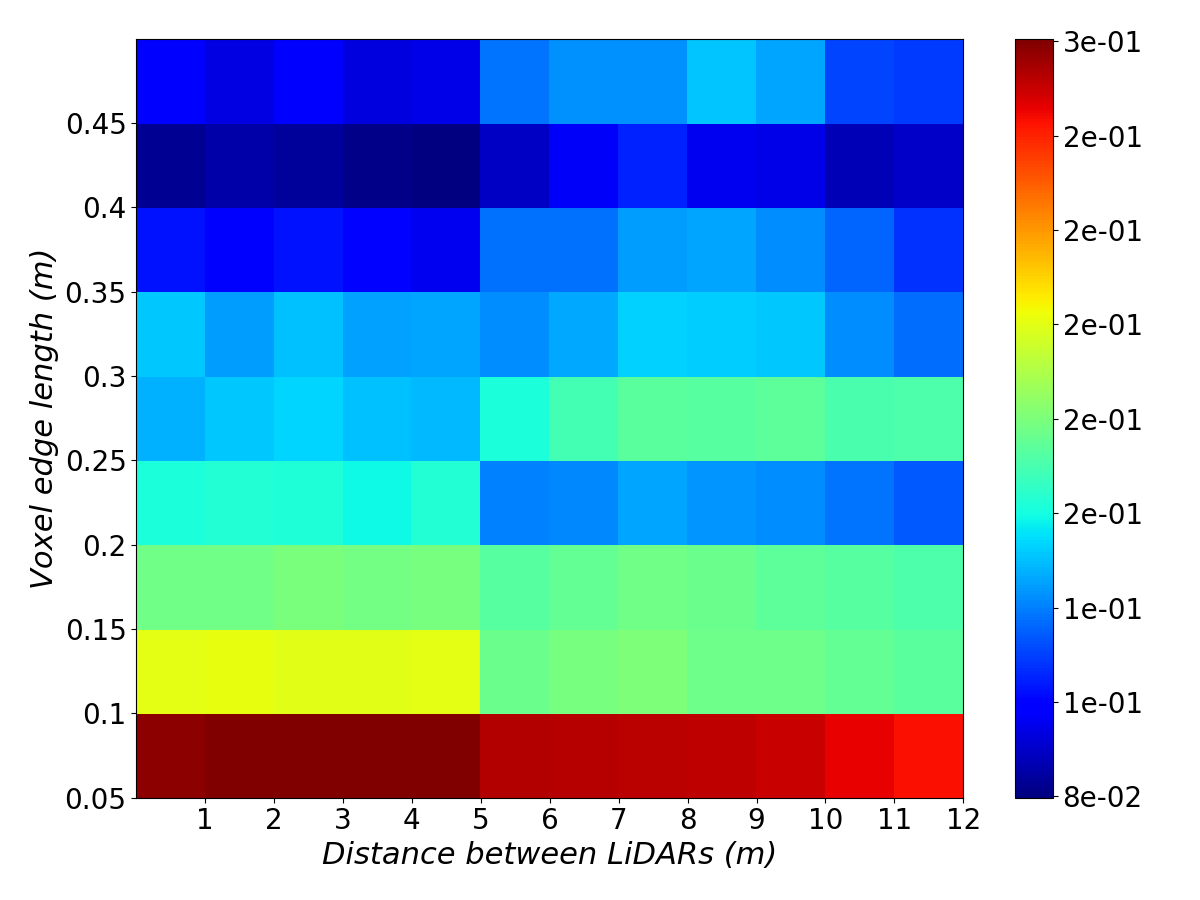 Voxel edge length (m)
0.45
0.4
0.35
0.3
0.25
0.2
0.15
0.1
0.05
1 2 3 4 5 6 7 8 9 10 11 12
Distance between LiDARs (m)
3e-01
2e-01
2e-01
2e-01
2e-01
2e-01
1e-01
1e-01
8e-02